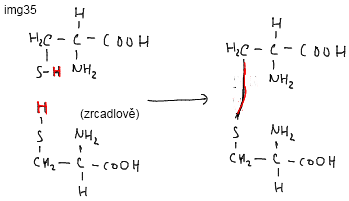 img35
H
H₂C – C – COOH
S–H NH₂
H
S (zrcadlově) NH₂
CH₂ – C – COOH
H
H
H₂C – C – COOH
NH₂
S NH₂
CH₂ – C – COOH
H